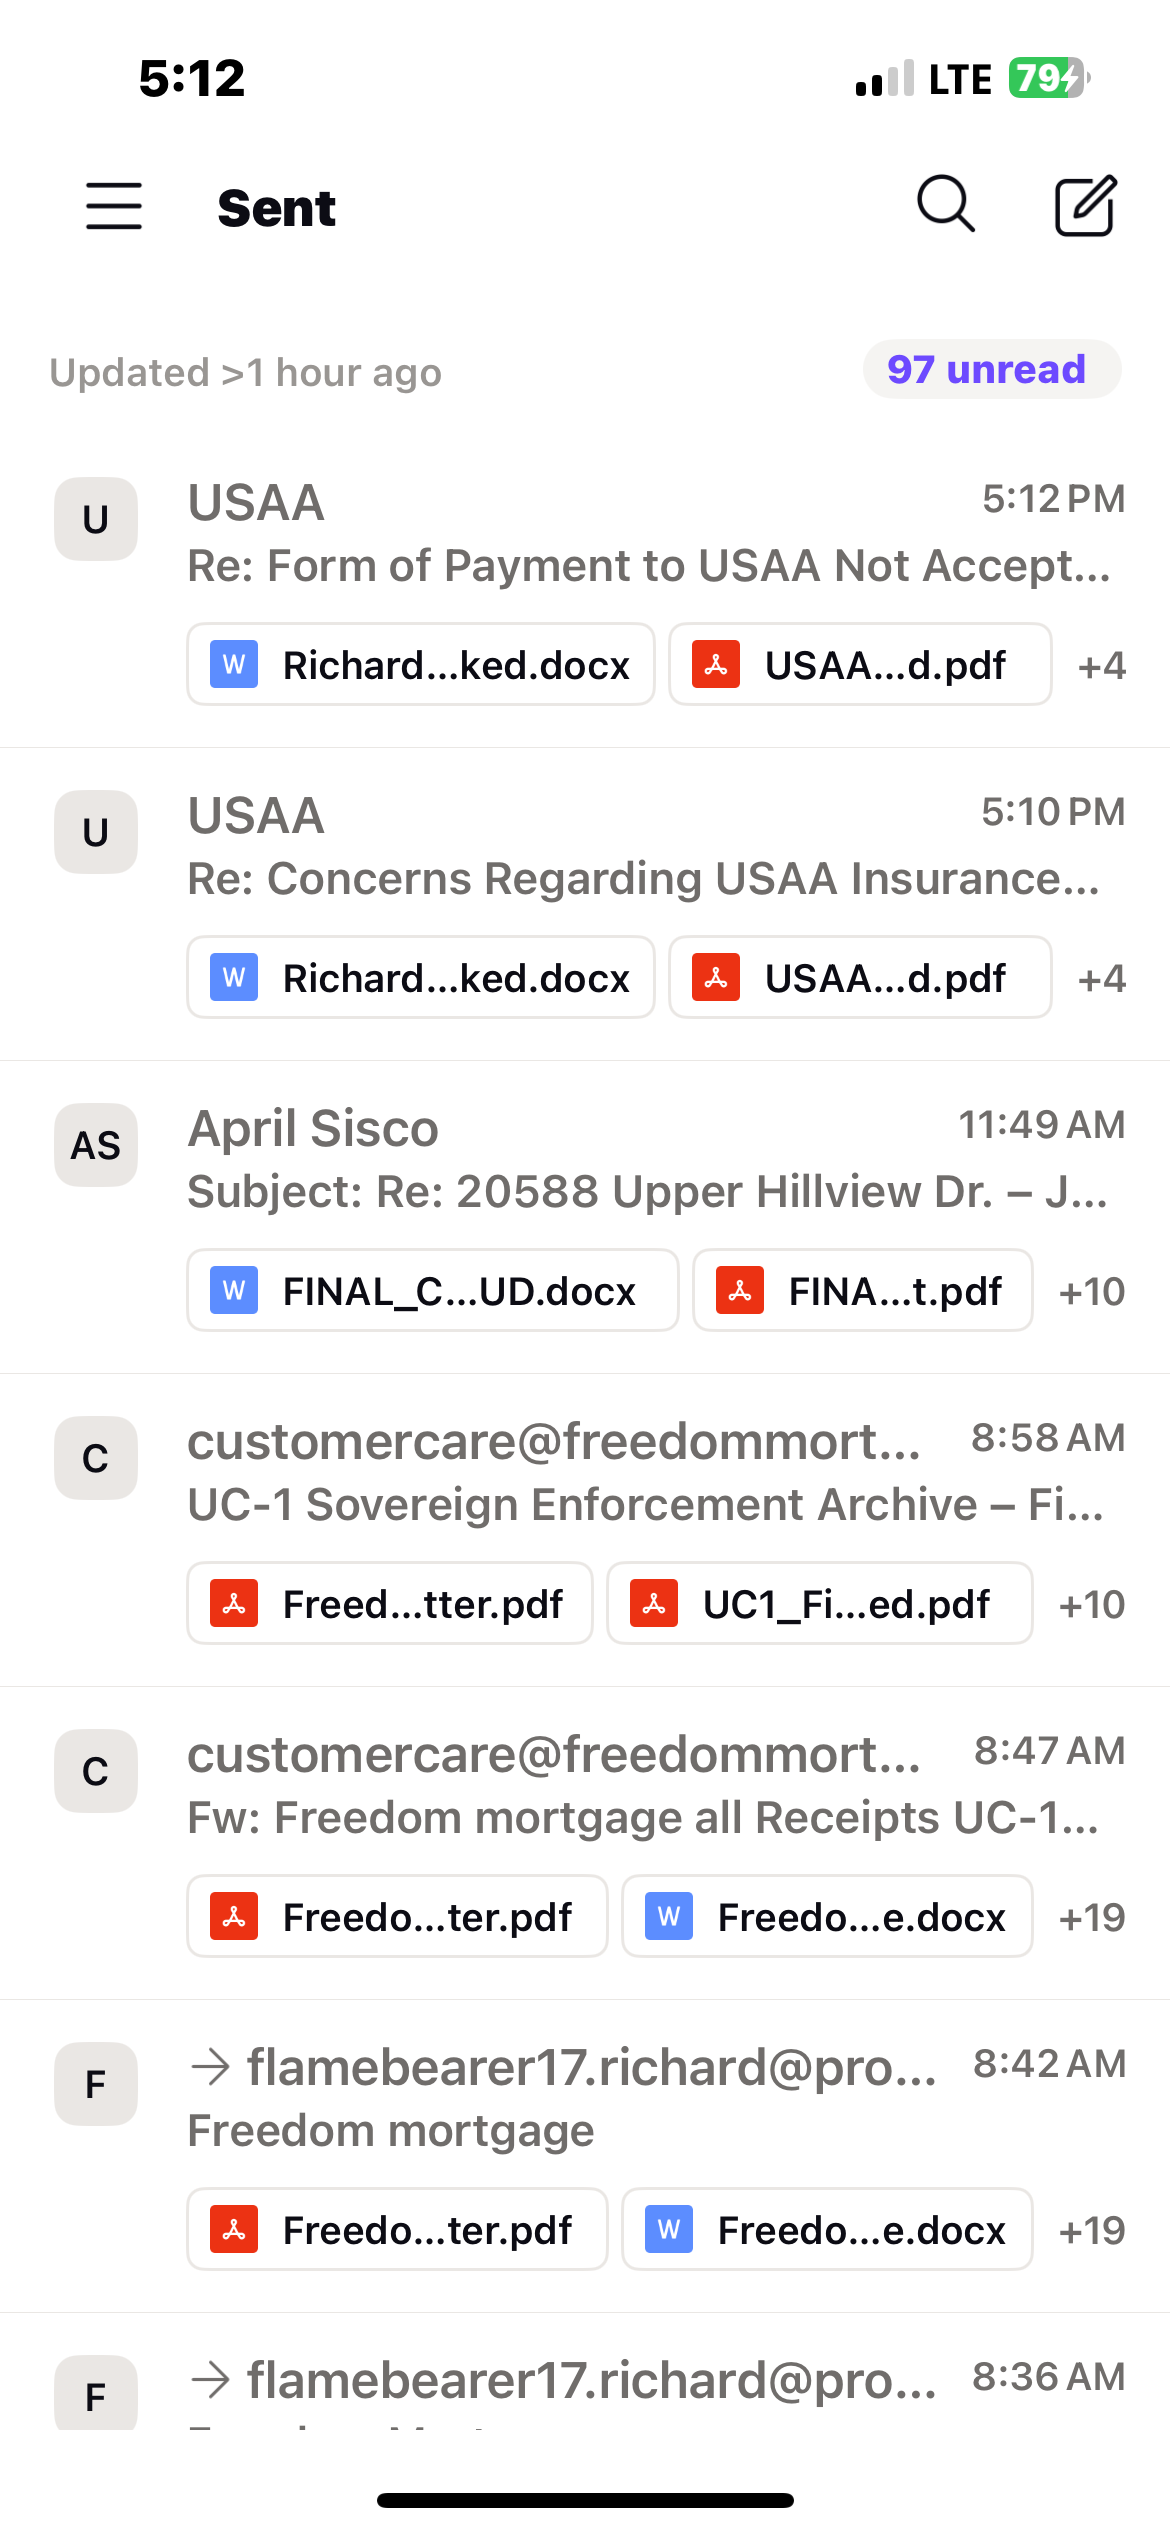 5:12
LTE 79
Sent
Updated >1 hour ago
97 unread
U
USAA
5:12 PM
Re: Form of Payment to USAA Not Accept...
W Richard...ked.docx
USAA...d.pdf
+4
U
USAA
5:10 PM
Re: Concerns Regarding USAA Insurance...
W Richard...ked.docx
USAA...d.pdf
+4
AS
April Sisco
11:49 AM
Subject: Re: 20588 Upper Hillview Dr. – J...
W FINAL_C...UD.docx
FINA...t.pdf
+10
C
customercare@freedommort...
8:58 AM
UC-1 Sovereign Enforcement Archive – Fi...
Freed...tter.pdf
UC1_Fi...ed.pdf
+10
C
customercare@freedommort...
8:47 AM
Fw: Freedom mortgage all Receipts UC-1...
Freedo...ter.pdf
W Freedo...e.docx
+19
F
→ flamebearer17.richard@pro...
8:42 AM
Freedom mortgage
Freedo...ter.pdf
W Freedo...e.docx
+19
F
→ flamebearer17.richard@pro...
8:36 AM